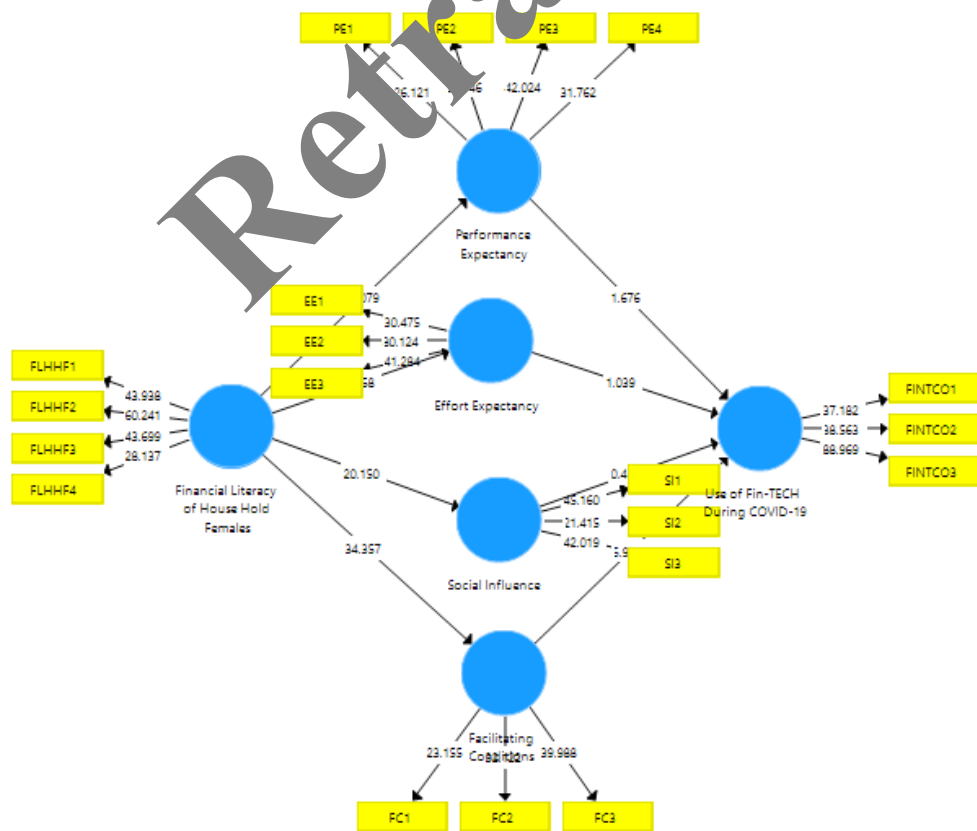 PE1 PE2 PE3 PE4
42.024 31.762
Performance
Expectancy
1.676
EE1
EE2
EE3
30.475
30.124
41.284
Effort Expectancy
1.039
FLHHF1
FLHHF2
FLHHF3
FLHHF4
43.938
60.241
43.699
28.137
Financial Literacy
of House Hold
Females
20.150
34.357
Social Influence
45.160
21.415
42.019
SI1
SI2
SI3
Use of Fin-TECH
During COVID-19
37.182
38.563
88.969
FINTCO1
FINTCO2
FINTCO3
Facilitating
Conditions
23.155 39.988
FC1 FC2 FC3